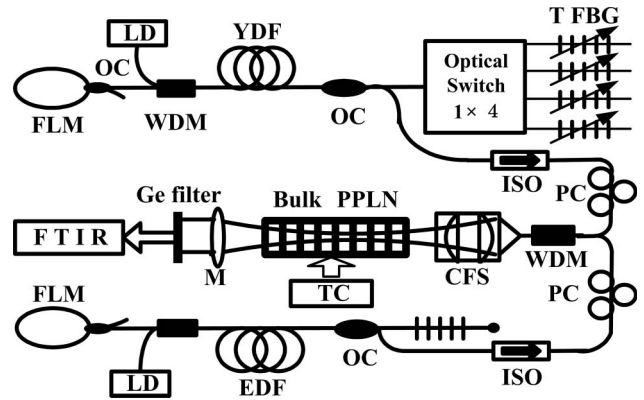 LD
YDF
T FBG
OC
Optical
Switch
1× 4
FLM
WDM
OC
ISO
PC
Ge filter
Bulk PPLN
FTIR
M
CFS
WDM
TC
FLM
PC
OC
LD
EDF
ISO